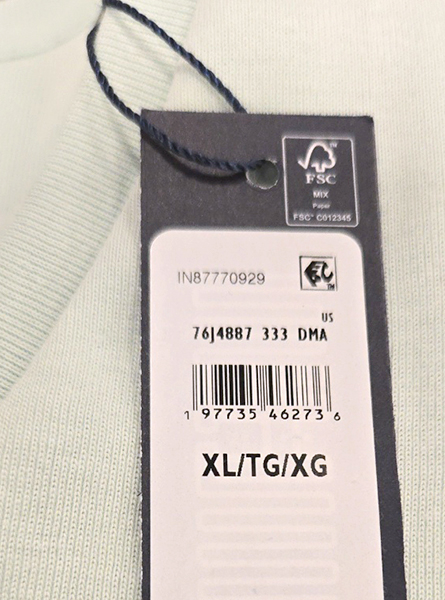 FSC
MIX
Paper
FSC® C012345
IN87770929
US
76J4887 333 DMA
1 97735 46273 6
XL/TG/XG